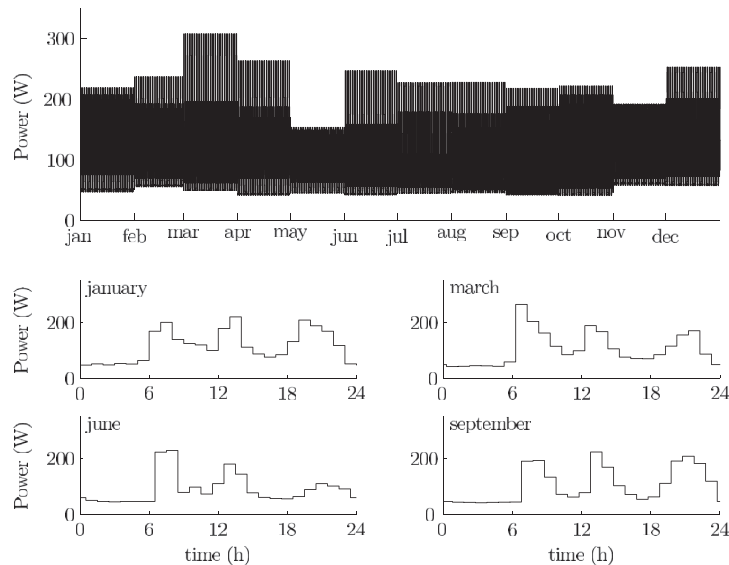 300
200
100
0
Power (W)
jan feb mar apr may jun jul aug sep oct nov dec
january
200
0
Power (W)
0 6 12 18 24
march
200
0
0 6 12 18 24
june
200
0
Power (W)
0 6 12 18 24
time (h)
september
200
0
0 6 12 18 24
time (h)